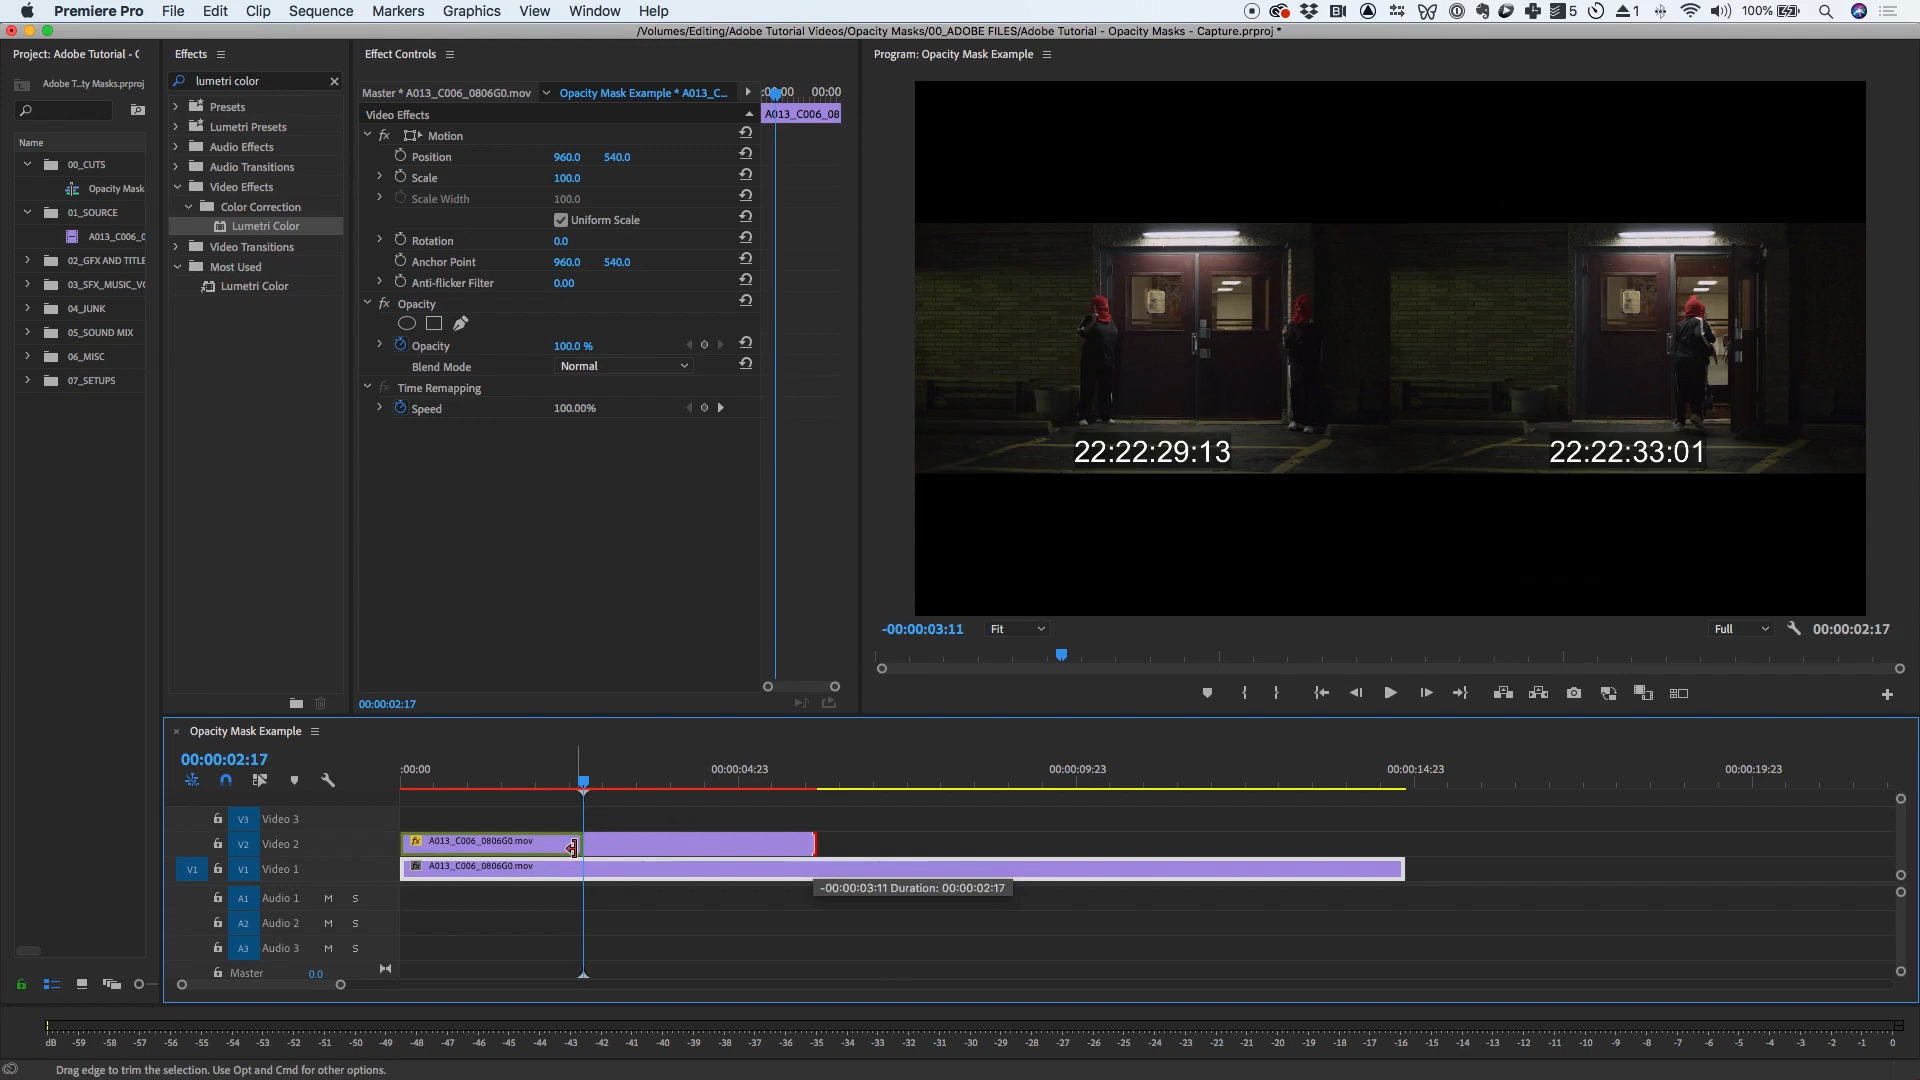 Premiere Pro File Edit Clip Sequence Markers Graphics View Window Help 5 1 100%
/Volumes/Editing/Adobe Tutorial Videos/Opacity Masks/00_ADOBE FILES/Adobe Tutorial - Opacity Masks - Capture.prproj *
Project: Adobe Tutorial - C
Adobe T...ty Masks.prproj
Name
00_CUTS
Opacity Mask
01_SOURCE
A013_C006_0
02_GFX AND TITLE
03_SFX_MUSIC_VO
04_JUNK
05_SOUND MIX
06_MISC
07_SETUPS
Effects
lumetri color
Presets
Lumetri Presets
Audio Effects
Audio Transitions
Video Effects
Color Correction
Lumetri Color
Video Transitions
Most Used
Lumetri Color
Effect Controls
Master * A013_C006_0806G0.mov Opacity Mask Example * A013_C... :00:00 00:00
Video Effects A013_C006_08
fx Motion
Position 960.0 540.0
Scale 100.0
Scale Width 100.0
Uniform Scale
Rotation 0.0
Anchor Point 960.0 540.0
Anti-flicker Filter 0.00
fx Opacity
Opacity 100.0 %
Blend Mode Normal
fx Time Remapping
Speed 100.00%
00:00:02:17
Program: Opacity Mask Example
22:22:29:13 22:22:33:01
-00:00:03:11 Fit Full 00:00:02:17
Opacity Mask Example
00:00:02:17
:00:00 00:00:04:23 00:00:09:23 00:00:14:23 00:00:19:23
V3 Video 3
V2 Video 2 fx A013_C006_0806G0.mov
V1 V1 Video 1 fx A013_C006_0806G0.mov
-00:00:03:11 Duration: 00:00:02:17
A1 Audio 1 M S
A2 Audio 2 M S
A3 Audio 3 M S
Master 0.0
dB -59 -58 -57 -56 -55 -54 -53 -52 -51 -50 -49 -48 -47 -46 -45 -44 -43 -42 -41 -40 -39 -38 -37 -36 -35 -34 -33 -32 -31 -30 -29 -28 -27 -26 -25 -24 -23 -22 -21 -20 -19 -18 -17 -16 -15 -14 -13 -12 -11 -10 -9 -8 -7 -6 -5 -4 -3 -2 -1 0
Drag edge to trim the selection. Use Opt and Cmd for other options.